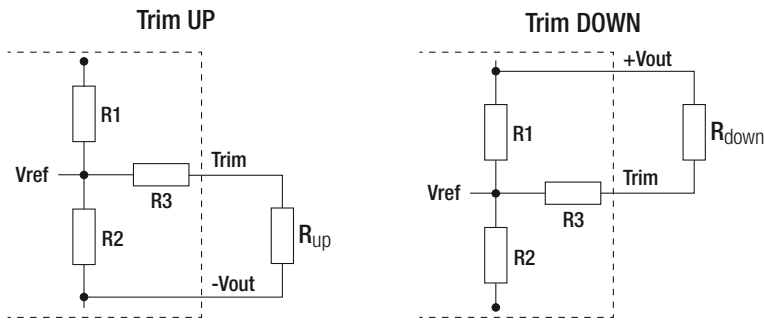 Trim UP
R1
Vref
Trim
R3
R2
Rup
-Vout
Trim DOWN
+Vout
R1
Rdown
Vref
Trim
R3
R2